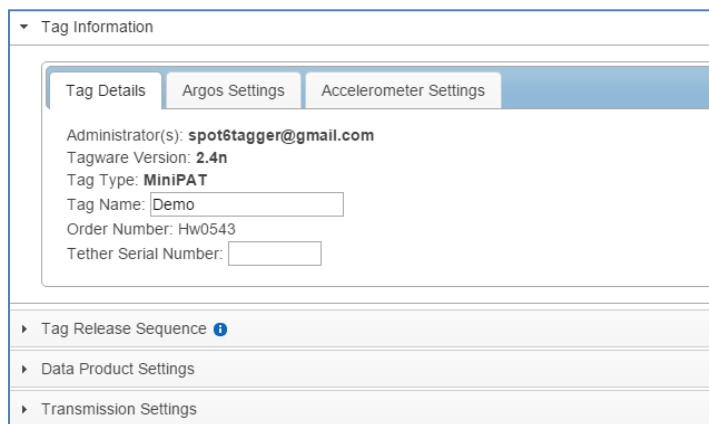 Tag Information
Tag Details Argos Settings Accelerometer Settings
Administrator(s): spot6tagger@gmail.com
Tagware Version: 2.4n
Tag Type: MiniPAT
Tag Name: Demo
Order Number: Hw0543
Tether Serial Number:
Tag Release Sequence
Data Product Settings
Transmission Settings